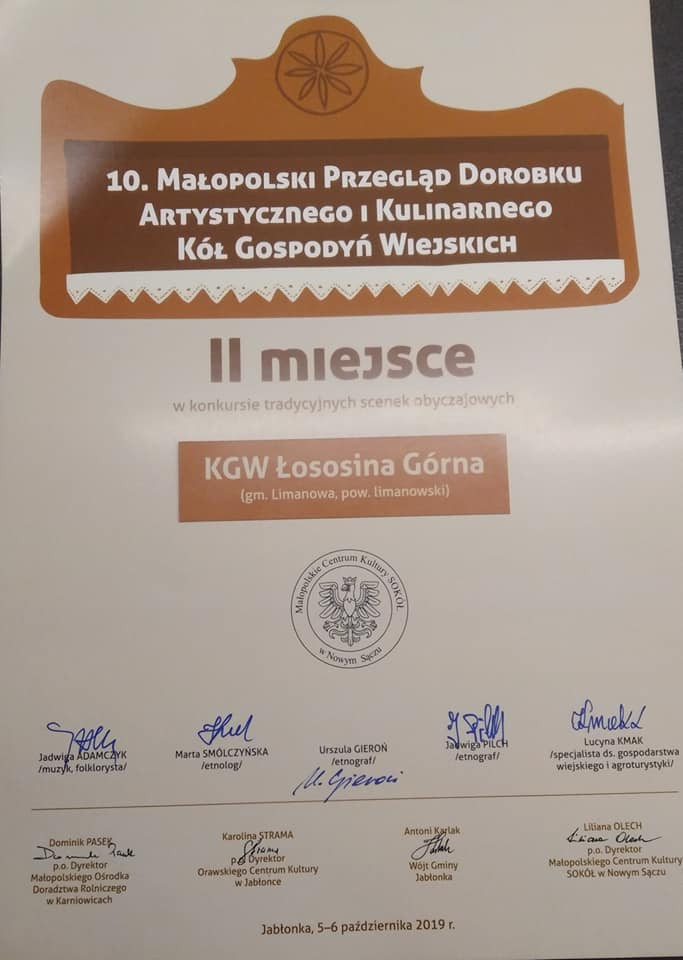 10. Małopolski Przegląd Dorobku
Artystycznego i Kulinarnego
Kół Gospodyń Wiejskich
II miejsce
w konkursie tradycyjnych scenek obyczajowych
KGW Łososina Górna
(gm. Limanowa, pow. limanowski)
Małopolskie Centrum Kultury SOKÓŁ
w Nowym Sączu
Jadwiga ADAMCZYK
/muzyk, folklorysta/
Marta SMÓLCZYŃSKA
/etnolog/
Urszula GIEROŃ
/etnograf/
U. Gieroń
Jadwiga PILCH
/etnograf/
Lucyna KMAK
/specjalista ds. gospodarstwa
wiejskiego i agroturystyki/
Dominik PASEK
p.o. Dyrektor
Małopolskiego Ośrodka
Doradztwa Rolniczego
w Karniowicach
Karolina STRAMA
p.o. Dyrektor
Orawskiego Centrum Kultury
w Jabłonce
Antoni Karlak
Wójt Gminy
Jabłonka
Liliana OLECH
Liliana Olech
p.o. Dyrektor
Małopolskiego Centrum Kultury
SOKÓŁ w Nowym Sączu
Jabłonka, 5–6 października 2019 r.